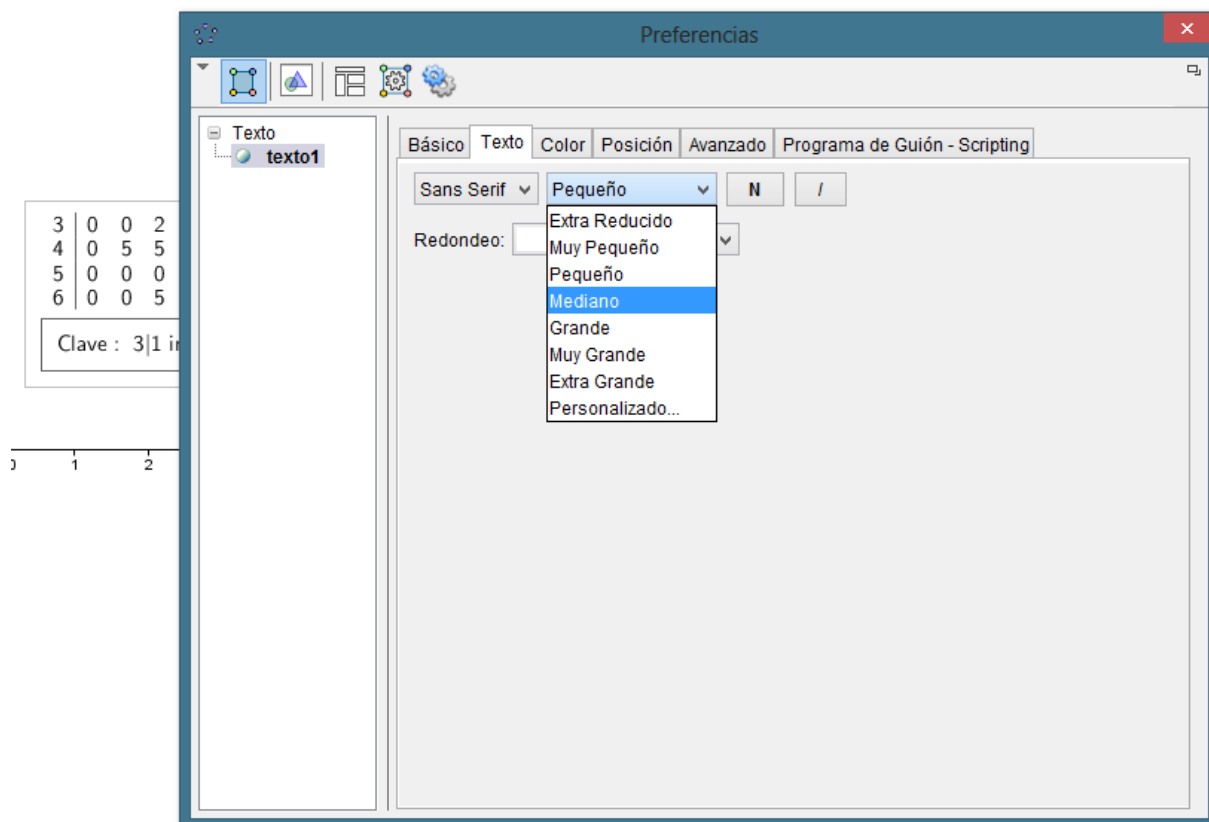 Preferencias
Texto
texto1
Básico Texto Color Posición Avanzado Programa de Guión - Scripting
Sans Serif Pequeño N I
Redondeo:
Extra Reducido
Muy Pequeño
Pequeño
Mediano
Grande
Muy Grande
Extra Grande
Personalizado...
3 | 0 0 2
4 | 0 5 5
5 | 0 0 0
6 | 0 0 5
Clave : 3|1
0 1 2